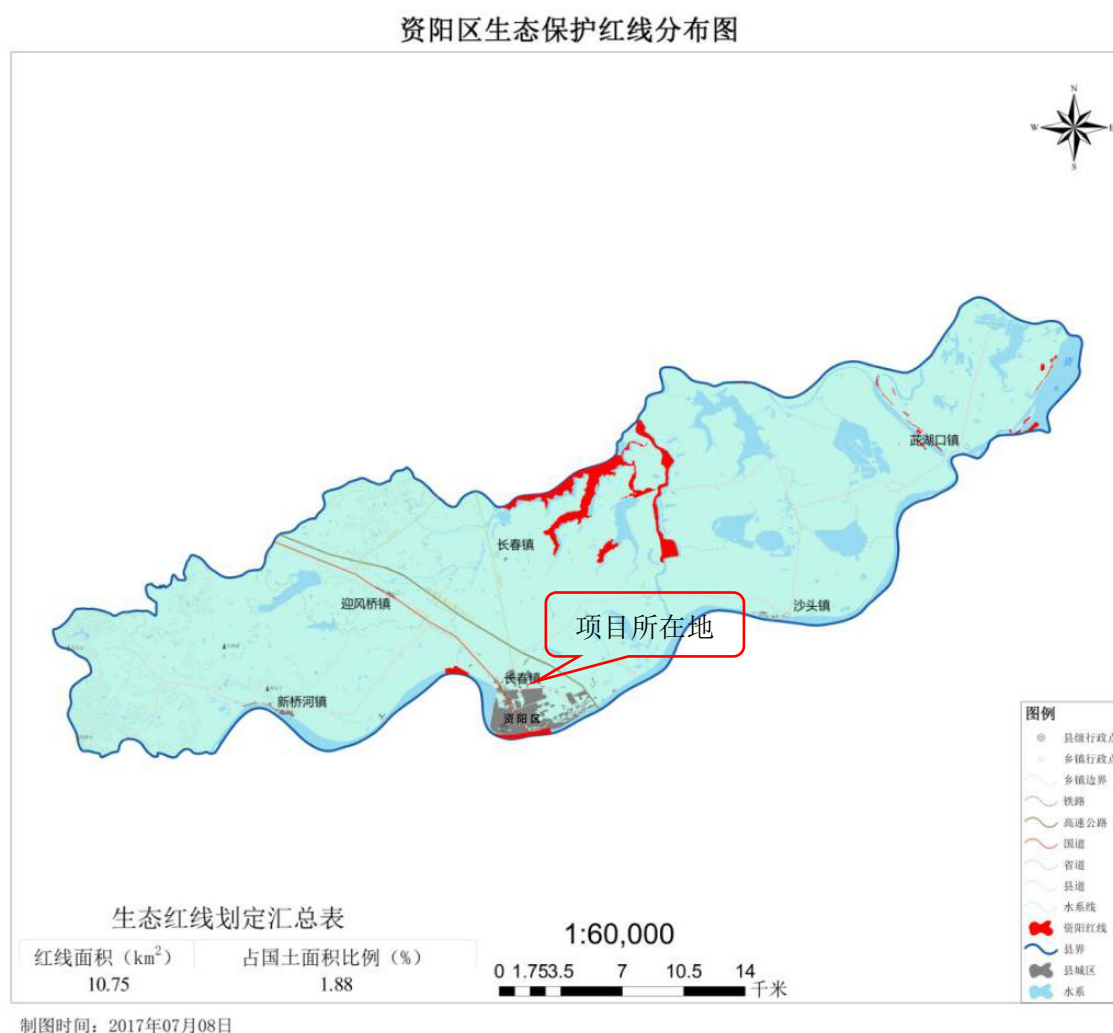 资阳区生态保护红线分布图
N
W
E
S
资
茈湖口镇
长春镇
沙头镇
迎风桥镇
项目所在地
长春镇
新桥河镇
资阳区
图例
县级行政点
乡镇行政点
乡镇边界
铁路
高速公路
国道
省道
县道
水系线
资阳红线
县界
县城区
水系
生态红线划定汇总表
红线面积（km²） 占国土面积比例（%）
10.75 1.88
1:60,000
0 1.753.5 7 10.5 14
千米
制图时间：2017年07月08日